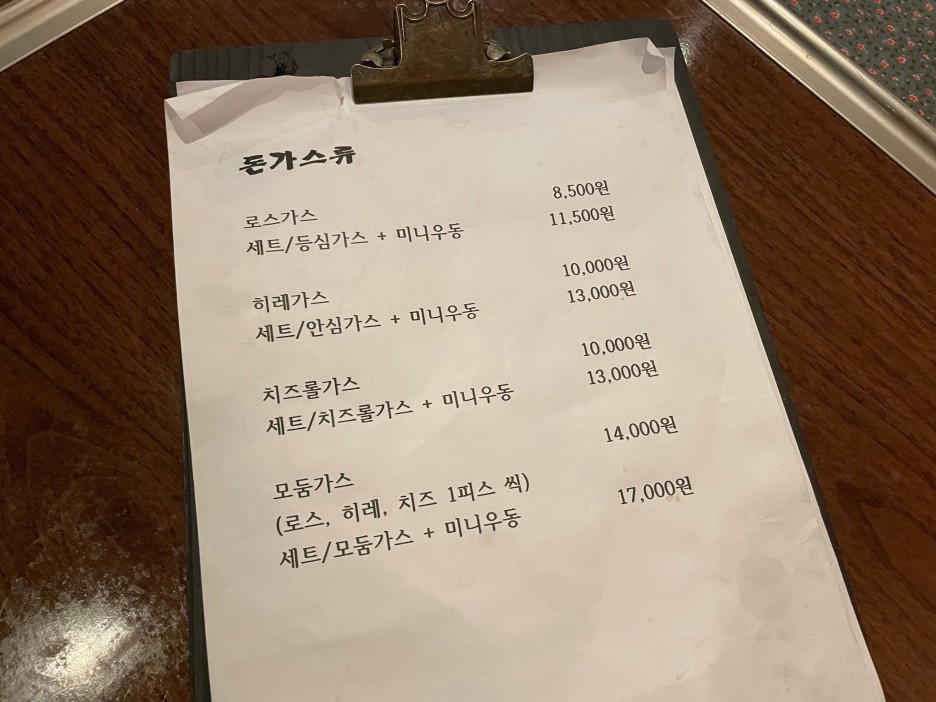 돈가스류
로스가스 8,500원
세트/등심가스 + 미니우동 11,500원
히레가스 10,000원
세트/안심가스 + 미니우동 13,000원
치즈롤가스 10,000원
세트/치즈롤가스 + 미니우동 13,000원
모둠가스 14,000원
(로스, 히레, 치즈 1피스 씩)
세트/모둠가스 + 미니우동 17,000원